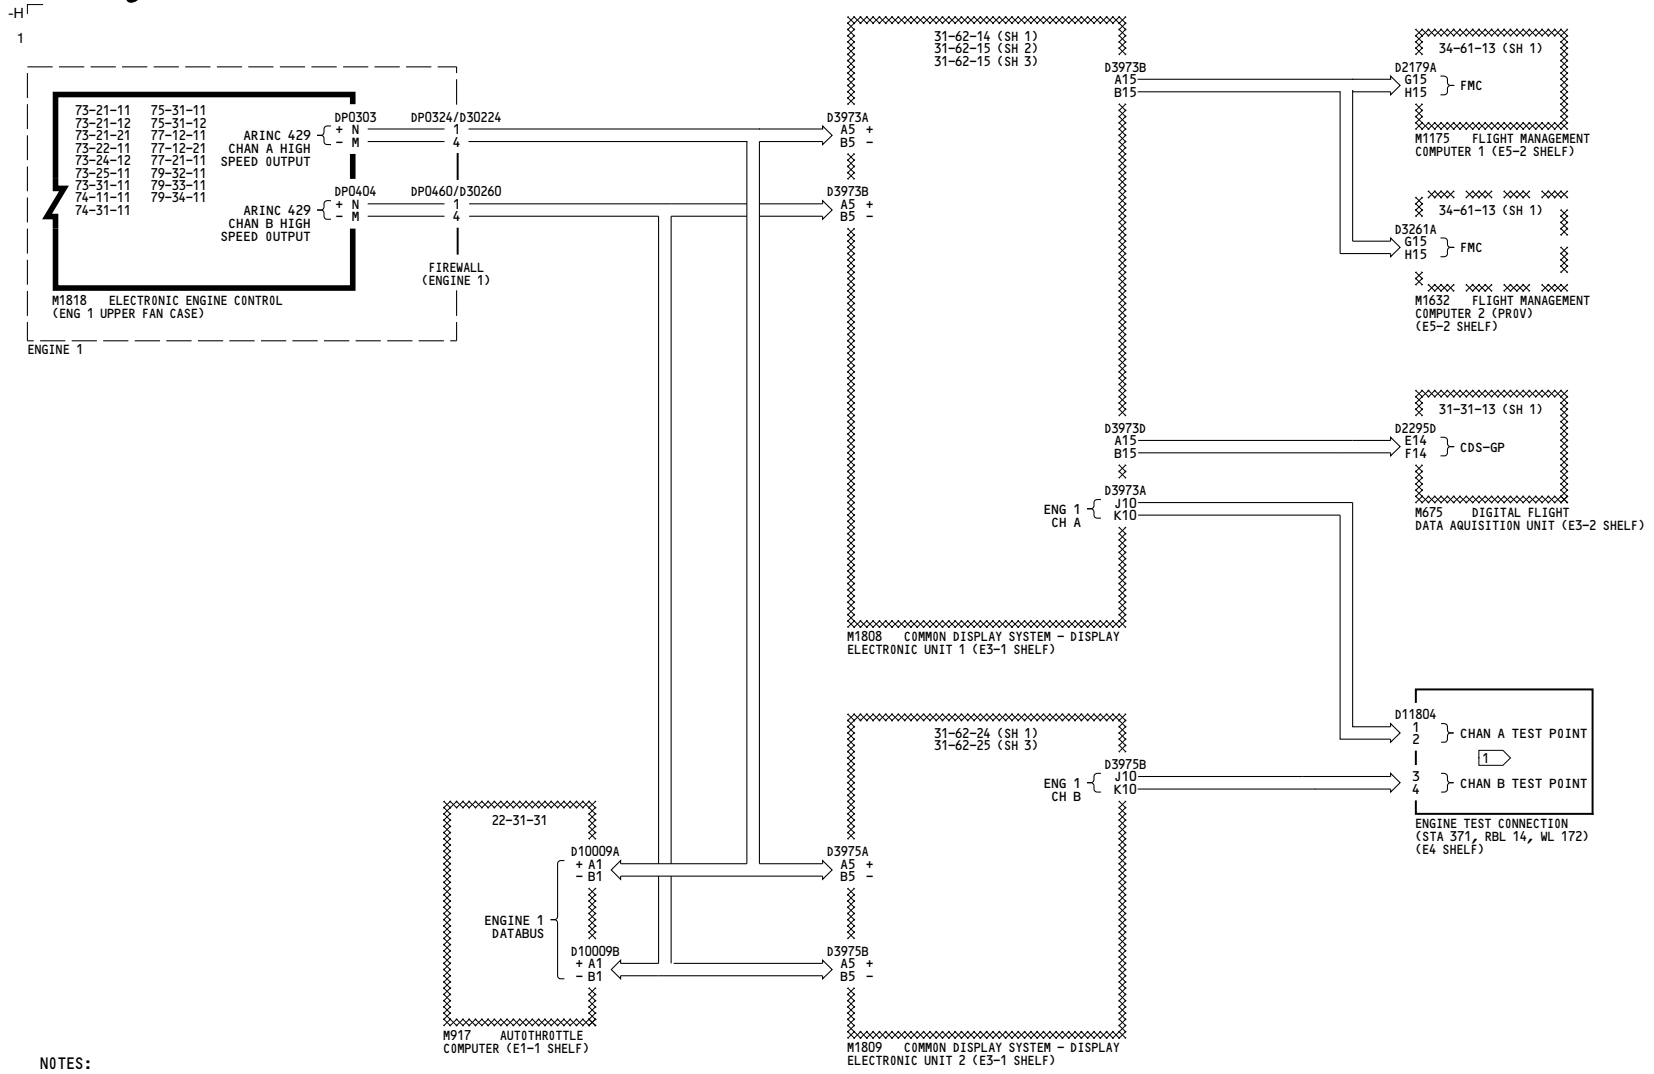 -H
1
73-21-11 75-31-11
73-21-12 75-31-12
73-21-21 77-12-11
73-22-11 77-12-21
73-24-12 77-21-11
73-25-11 79-32-11
73-31-11 79-33-11
74-11-11 79-34-11
74-31-11
ARINC 429
CHAN A HIGH
SPEED OUTPUT
DP0303
+ N
- M
DP0324/D30224
1
4
ARINC 429
CHAN B HIGH
SPEED OUTPUT
DP0404
+ N
- M
DP0460/D30260
1
4
FIREWALL
(ENGINE 1)
M1818 ELECTRONIC ENGINE CONTROL
(ENG 1 UPPER FAN CASE)
ENGINE 1
31-62-14 (SH 1)
31-62-15 (SH 2)
31-62-15 (SH 3)
D3973A
A5 +
B5 -
D3973B
A5 +
B5 -
D3973B
A15
B15
D3973D
A15
B15
D3973A
ENG 1
CH A
J10
K10
M1808 COMMON DISPLAY SYSTEM - DISPLAY
ELECTRONIC UNIT 1 (E3-1 SHELF)
34-61-13 (SH 1)
D2179A
G15
H15
FMC
M1175 FLIGHT MANAGEMENT
COMPUTER 1 (E5-2 SHELF)
34-61-13 (SH 1)
D3261A
G15
H15
FMC
M1632 FLIGHT MANAGEMENT
COMPUTER 2 (PROV)
(E5-2 SHELF)
31-31-13 (SH 1)
D2295D
E14
F14
CDS-GP
M675 DIGITAL FLIGHT
DATA AQUISITION UNIT (E3-2 SHELF)
D11804
1
2
CHAN A TEST POINT
1
3
4
CHAN B TEST POINT
ENGINE TEST CONNECTION
(STA 371, RBL 14, WL 172)
(E4 SHELF)
31-62-24 (SH 1)
31-62-25 (SH 3)
D3975B
ENG 1
CH B
J10
K10
D3975A
A5 +
B5 -
D3975B
A5 +
B5 -
M1809 COMMON DISPLAY SYSTEM - DISPLAY
ELECTRONIC UNIT 2 (E3-1 SHELF)
22-31-31
D10009A
+ A1
- B1
ENGINE 1
DATABUS
D10009B
+ A1
- B1
M917 AUTOTHROTTLE
COMPUTER (E1-1 SHELF)
NOTES: